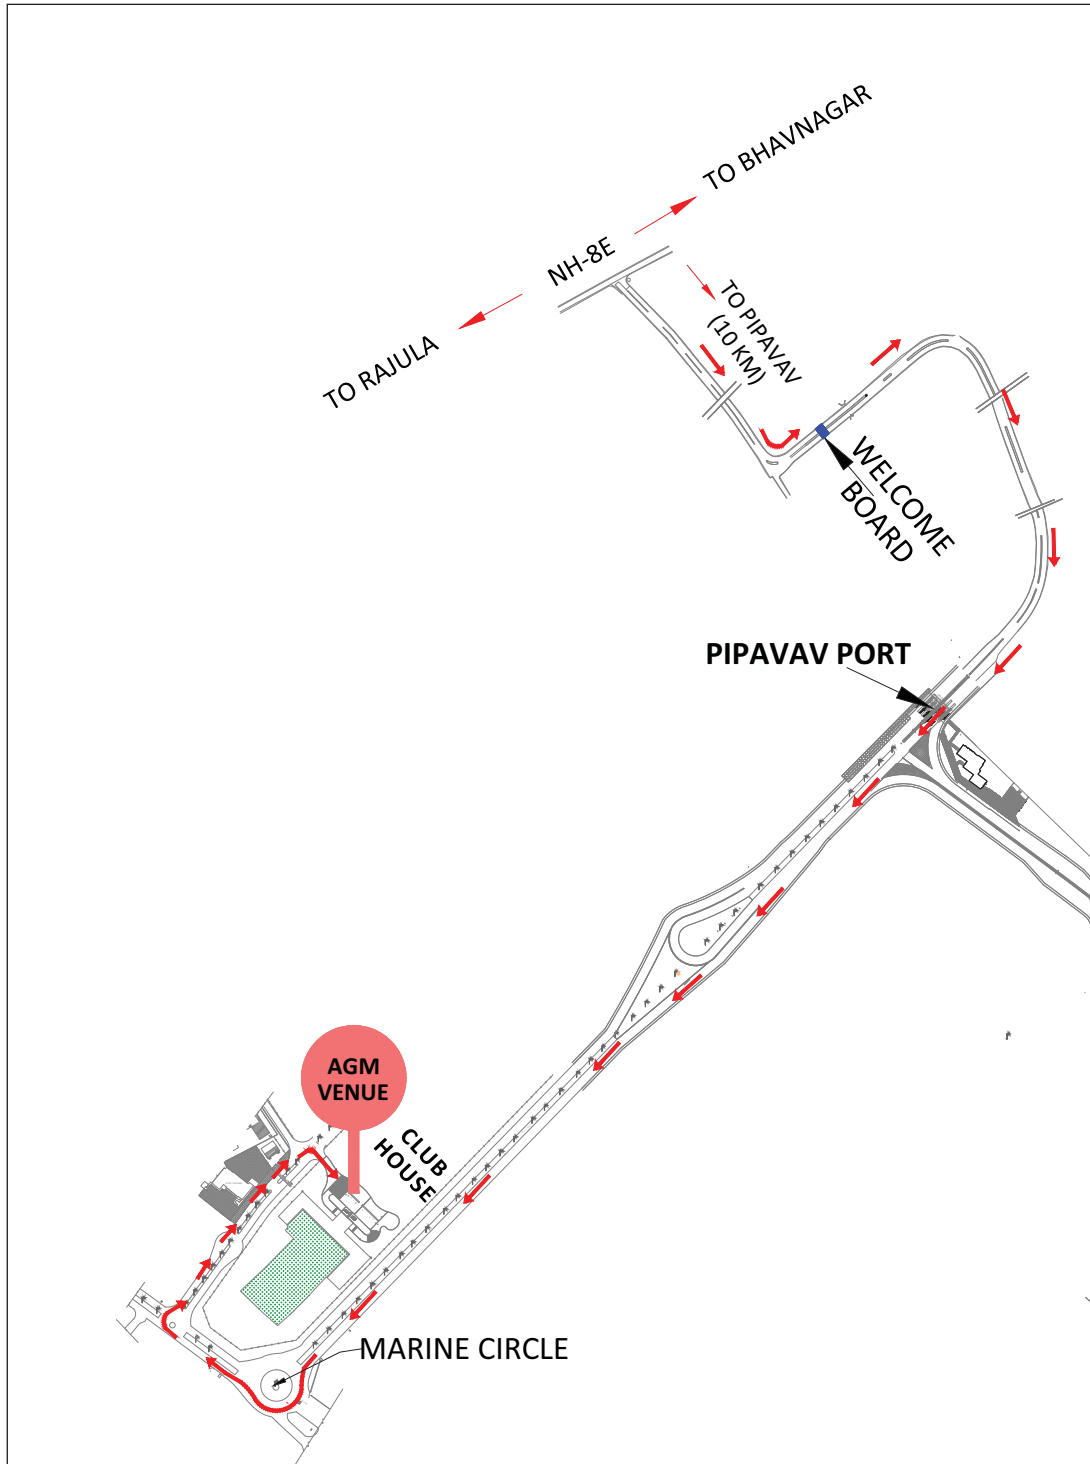 TO BHAVNAGAR
NH-8E
TO RAJULA
TO PIPAVAV
(10 KM)
WELCOME
BOARD
PIPAVAV PORT
AGM
VENUE
CLUB
HOUSE
MARINE CIRCLE